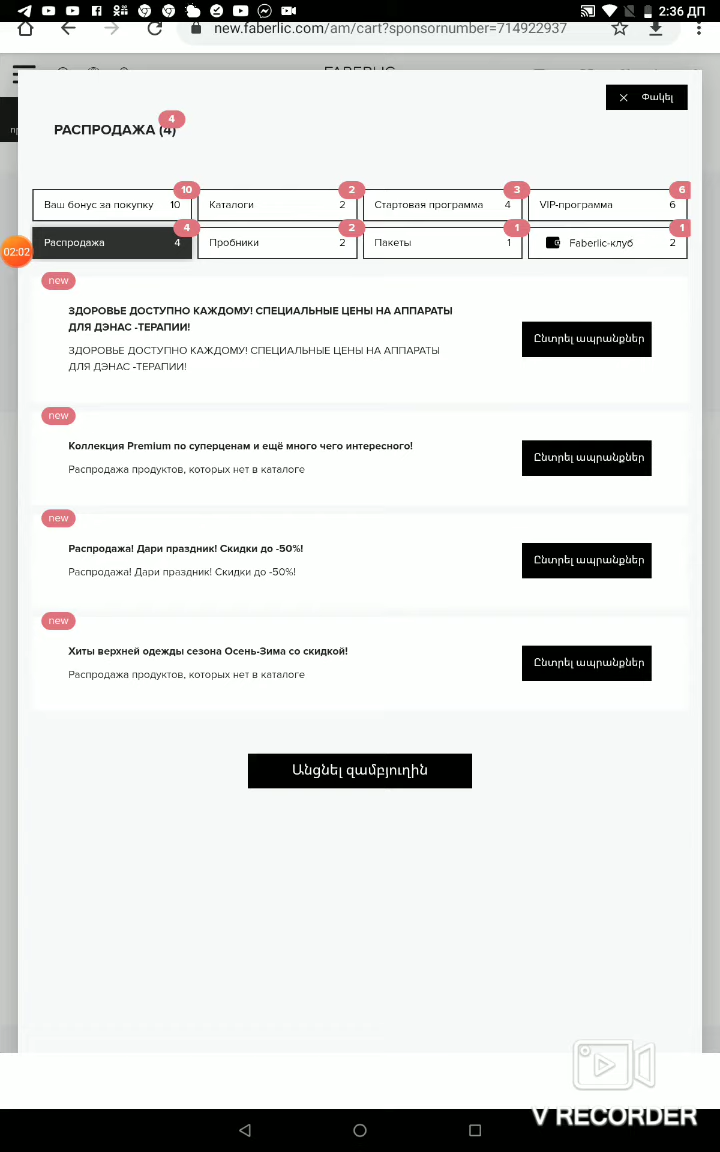 2:36 ДП
new.faberlic.com/am/cart?sponsornumber=714922937
FABERLIC
Փակել
4
РАСПРОДАЖА (4)
10
2
3
6
Ваш бонус за покупку 10
Каталоги 2
Стартовая программа 4
VIP-программа 6
4
2
1
1
Распродажа 4
Пробники 2
Пакеты 1
Faberlic-клуб 2
02:02
new
ЗДОРОВЬЕ ДОСТУПНО КАЖДОМУ! СПЕЦИАЛЬНЫЕ ЦЕНЫ НА АППАРАТЫ
ДЛЯ ДЭНАС -ТЕРАПИИ!
ЗДОРОВЬЕ ДОСТУПНО КАЖДОМУ! СПЕЦИАЛЬНЫЕ ЦЕНЫ НА АППАРАТЫ
ДЛЯ ДЭНАС -ТЕРАПИИ!
Ընտրել ապրանքներ
new
Коллекция Premium по суперценам и ещё много чего интересного!
Распродажа продуктов, которых нет в каталоге
Ընտրել ապրանքներ
new
Распродажа! Дари праздник! Скидки до -50%!
Распродажа! Дари праздник! Скидки до -50%!
Ընտրել ապրանքներ
new
Хиты верхней одежды сезона Осень-Зима со скидкой!
Распродажа продуктов, которых нет в каталоге
Ընտրել ապրանքներ
Անցնել զամբյուղին
V RECORDER